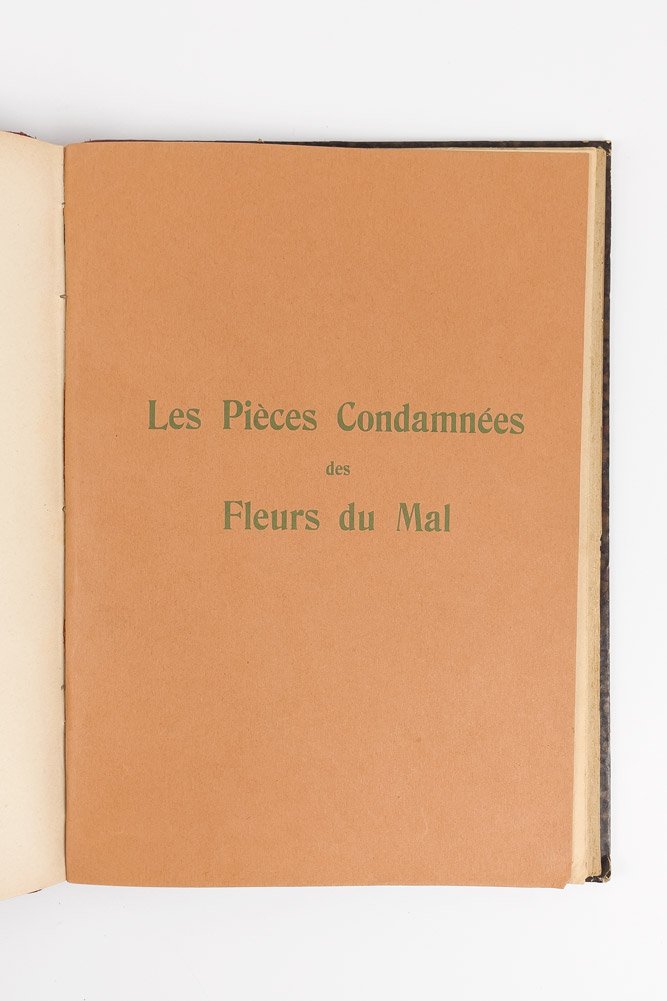 Les Pièces Condamnées
des
Fleurs du Mal